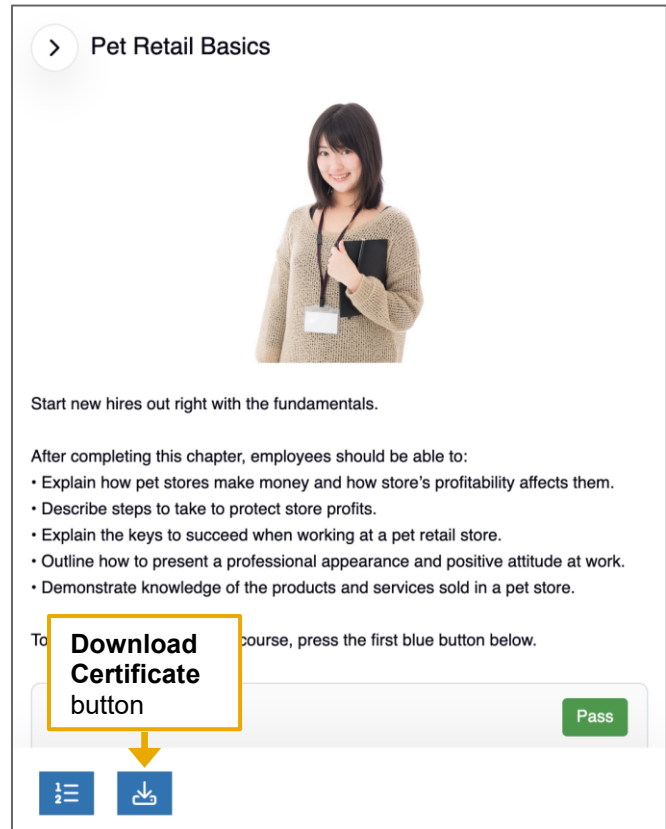 Pet Retail Basics
Start new hires out right with the fundamentals.
After completing this chapter, employees should be able to:
• Explain how pet stores make money and how store's profitability affects them.
• Describe steps to take to protect store profits.
• Explain the keys to succeed when working at a pet retail store.
• Outline how to present a professional appearance and positive attitude at work.
• Demonstrate knowledge of the products and services sold in a pet store.
To course, press the first blue button below.
Download
Certificate
button
Pass
1
2